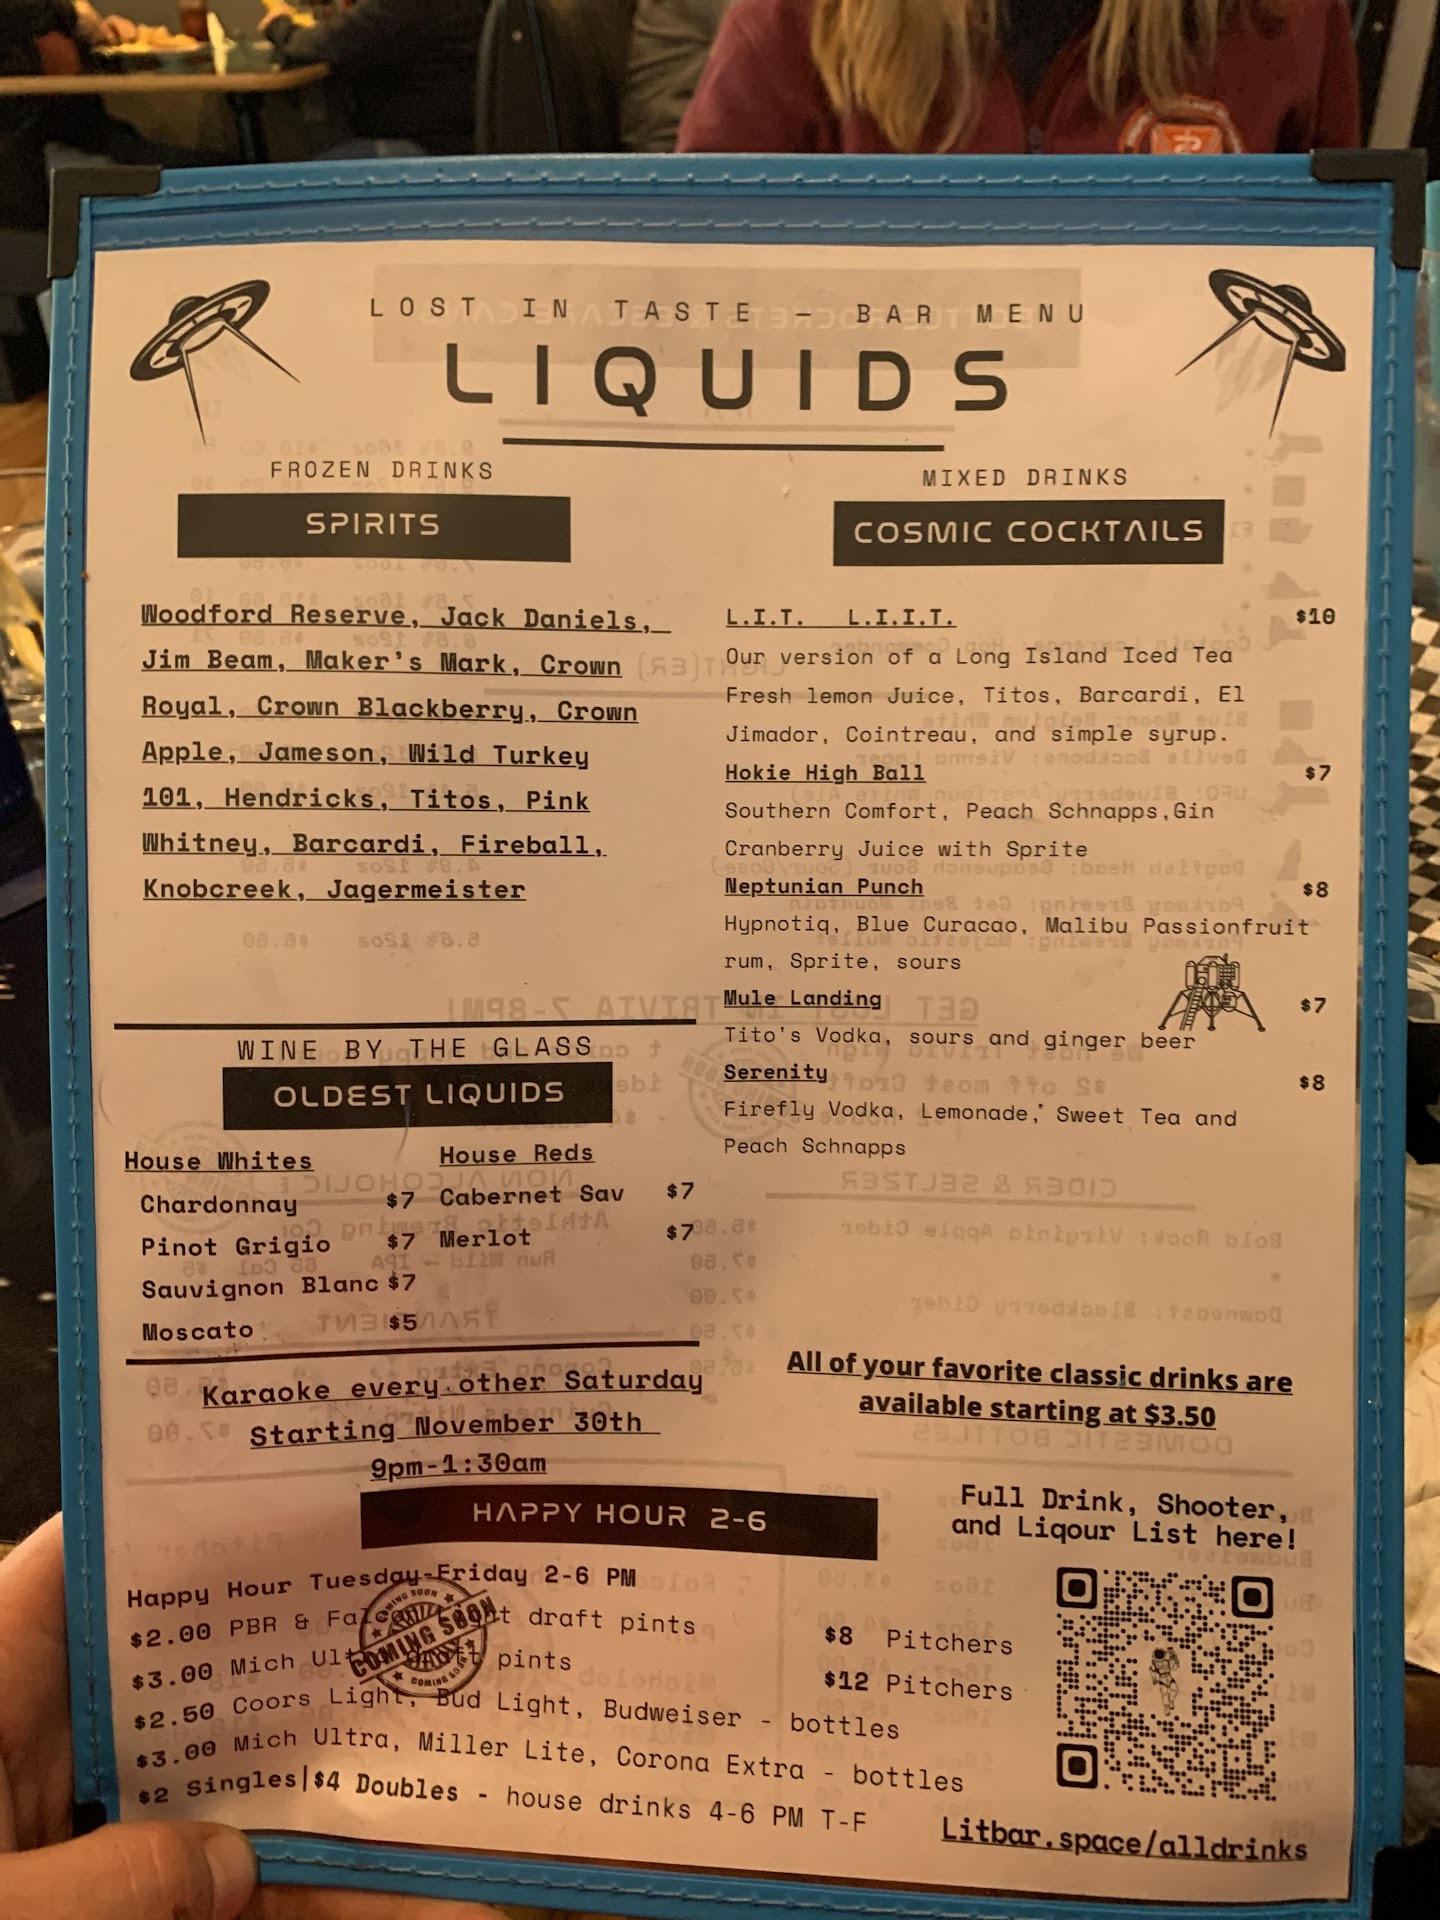 LOST IN TASTE — BAR MENU
LIQUIDS
FROZEN DRINKS
SPIRITS
Woodford Reserve, Jack Daniels,
Jim Beam, Maker's Mark, Crown
Royal, Crown Blackberry, Crown
Apple, Jameson, Wild Turkey
101, Hendricks, Titos, Pink
Whitney, Barcardi, Fireball,
Knobcreek, Jagermeister
MIXED DRINKS
COSMIC COCKTAILS
L.I.T. L.I.I.T. $10
Our version of a Long Island Iced Tea
Fresh lemon Juice, Titos, Barcardi, El
Jimador, Cointreau, and simple syrup.
Hokie High Ball $7
Southern Comfort, Peach Schnapps,Gin
Cranberry Juice with Sprite
Neptunian Punch $8
Hypnotiq, Blue Curacao, Malibu Passionfruit
rum, Sprite, sours
Mule Landing $7
Tito's Vodka, sours and ginger beer
Serenity $8
Firefly Vodka, Lemonade, Sweet Tea and
Peach Schnapps
WINE BY THE GLASS
OLDEST LIQUIDS
House Whites
Chardonnay $7
Pinot Grigio $7
Sauvignon Blanc $7
Moscato $5
House Reds
Cabernet Sav $7
Merlot $7
Karaoke every other Saturday
Starting November 30th
9pm-1:30am
All of your favorite classic drinks are
available starting at $3.50
Full Drink, Shooter,
and Liqour List here!
HAPPY HOUR 2-6
Happy Hour Tuesday-Friday 2-6 PM
$2.00 PBR & Falcon Light draft pints $8 Pitchers
$3.00 Mich Ultra draft pints $12 Pitchers
COMING SOON
COMING SOON
COMING SOON
$2.50 Coors Light, Bud Light, Budweiser - bottles
$3.00 Mich Ultra, Miller Lite, Corona Extra - bottles
$2 Singles|$4 Doubles - house drinks 4-6 PM T-F
Litbar.space/alldrinks